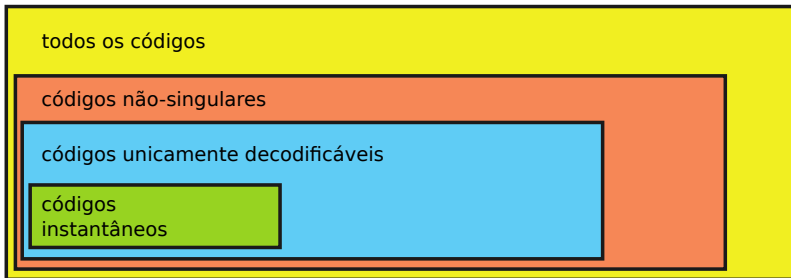 todos os códigos
códigos não-singulares
códigos unicamente decodificáveis
códigos
instantâneos